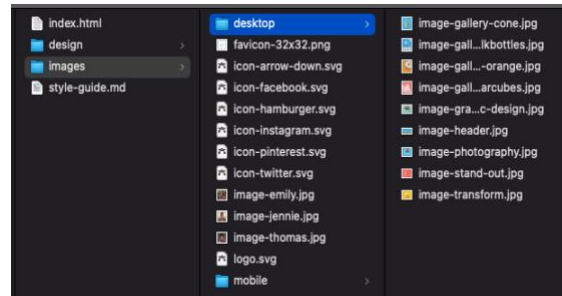 index.html
design
images
style-guide.md
desktop
favicon-32x32.png
icon-arrow-down.svg
icon-facebook.svg
icon-hamburger.svg
icon-instagram.svg
icon-pinterest.svg
icon-twitter.svg
image-emily.jpg
image-jennie.jpg
image-thomas.jpg
logo.svg
mobile
image-gallery-cone.jpg
image-gall...lkbottles.jpg
image-gall...-orange.jpg
image-gall...arcubes.jpg
image-gra...c-design.jpg
image-header.jpg
image-photography.jpg
image-stand-out.jpg
image-transform.jpg